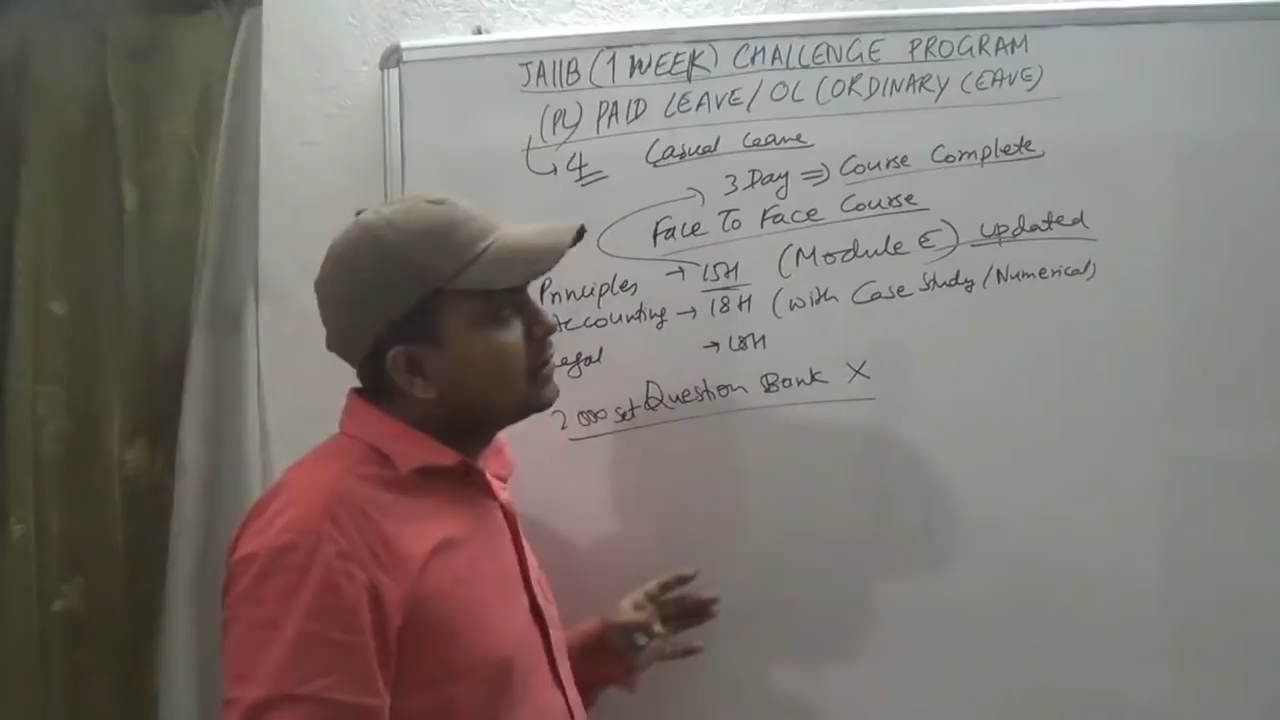 JAIIB (1 WEEK) CHALLENGE PROGRAM
(PL) PAID LEAVE/OL (ORDINARY LEAVE)
4 Casual Leave
3 Day ⇒ Course Complete
Face To Face Course
Principles → 15H (Module E) updated
Accounting → 18H (with Case Study/Numerical)
egal → 18H
2000 set Question Bank X